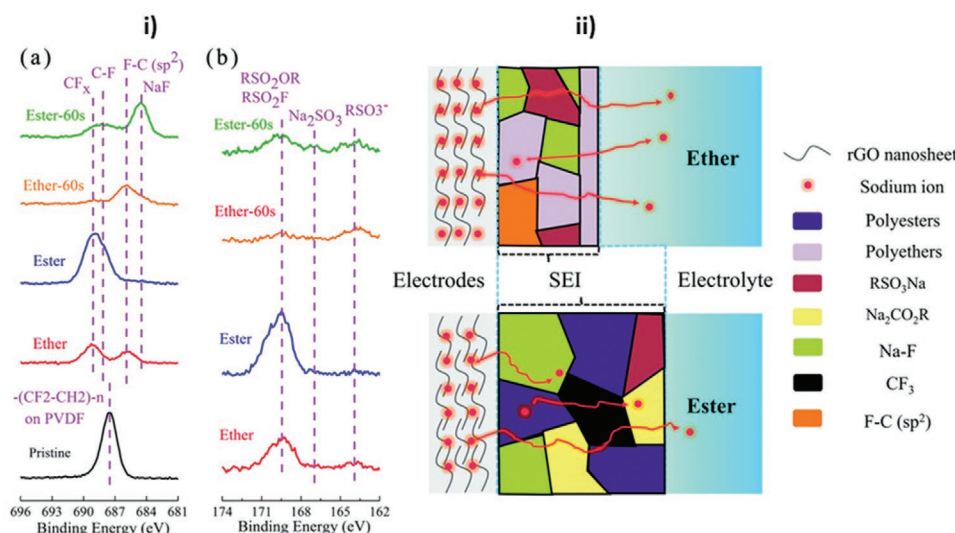 i)
(a)
CFx
C-F
F-C (sp²)
NaF
Ester-60s
Ether-60s
Ester
Ether
-(CF2-CH2)-n
on PVDF
Pristine
696 693 690 687 684 681
Binding Energy (eV)
(b)
RSO₂OR
RSO₂F
Na₂SO₃
RSO3⁻
Ester-60s
Ether-60s
Ester
Ether
174 171 168 165 162
Binding Energy (eV)
ii)
Ether
Electrodes
SEI
Electrolyte
Ester
rGO nanosheet
Sodium ion
Polyesters
Polyethers
RSO₃Na
Na₂CO₂R
Na-F
CF₃
F-C (sp²)